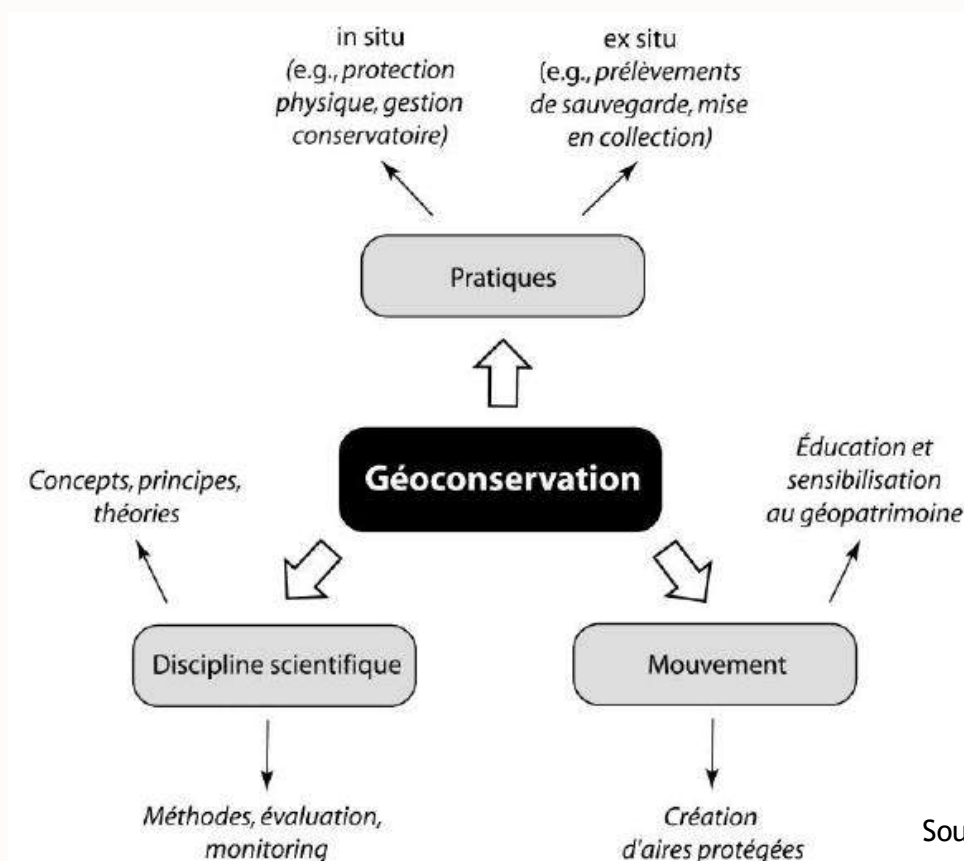 in situ
(e.g., protection
physique, gestion
conservatoire)
ex situ
(e.g., prélèvements
de sauvegarde, mise
en collection)
Pratiques
Géoconservation
Concepts, principes,
théories
Éducation et
sensibilisation
au géopatrimoine
Discipline scientifique
Mouvement
Méthodes, évaluation,
monitoring
Création
d'aires protégées
Sou